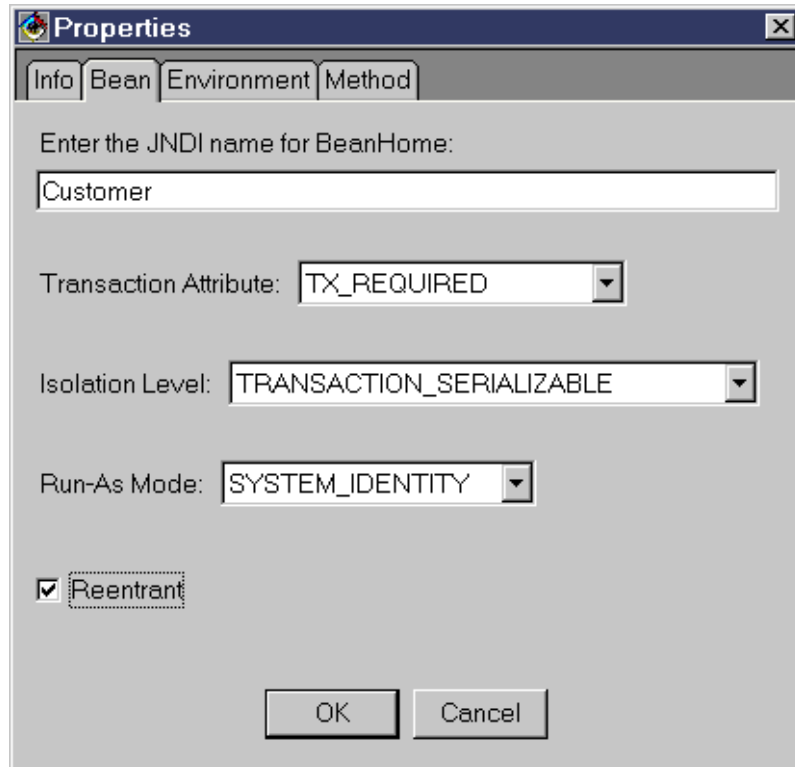 Properties
Info Bean Environment Method
Enter the JNDI name for BeanHome:
Customer
Transaction Attribute: TX_REQUIRED
Isolation Level: TRANSACTION_SERIALIZABLE
Run-As Mode: SYSTEM_IDENTITY
Reentrant
OK Cancel